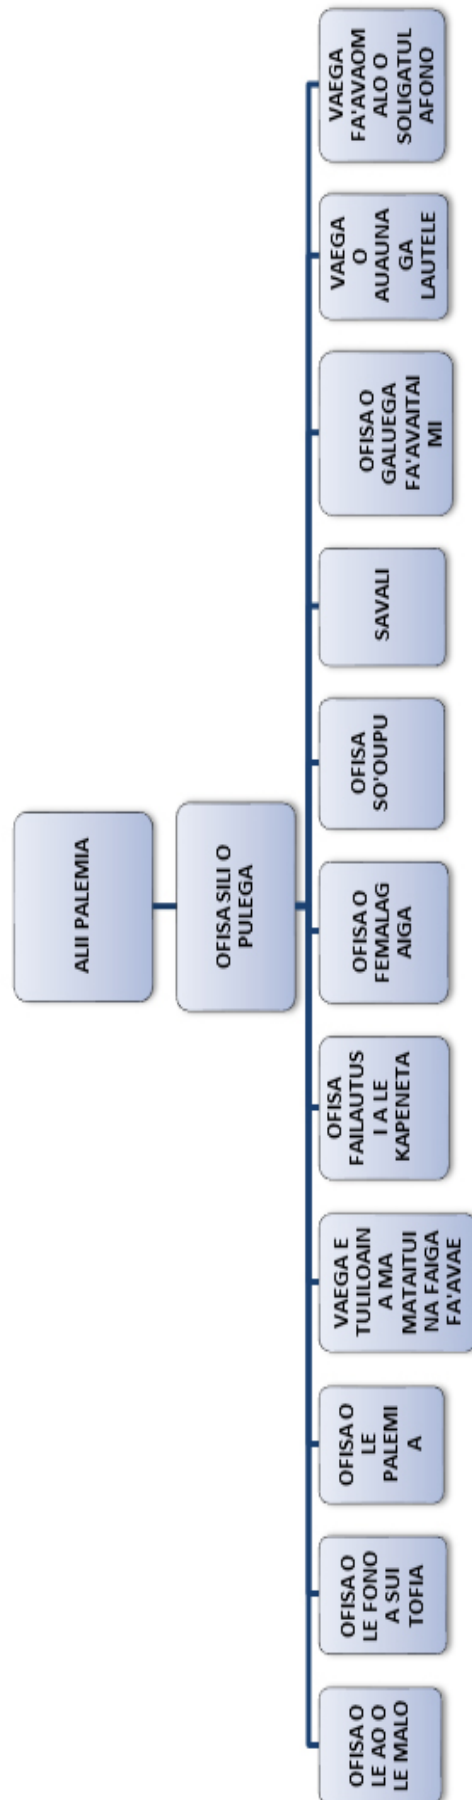 ALII PALEMIA
OFISA SILI O
PULEGA
OFISA O
LE AO O
LE MALO
OFISA O
LE FONO
A SUI
TOFIA
OFISA O
LE
PALEMI
A
VAEGA E
TULILOAIN
A MA
MATAITUI
NA FAIGA
FA'AVAE
OFISA
FAILAUTUS
I A LE
KAPENETA
OFISA O
FEMALAG
AIGA
OFISA
SO'OUPU
SAVALI
OFISA O
GALUEGA
FA'AVAITAI
MI
VAEGA
O
AUAUNA
GA
LAUTELE
VAEGA
FA'AVAOM
ALO O
SOLIGATUL
AFONO